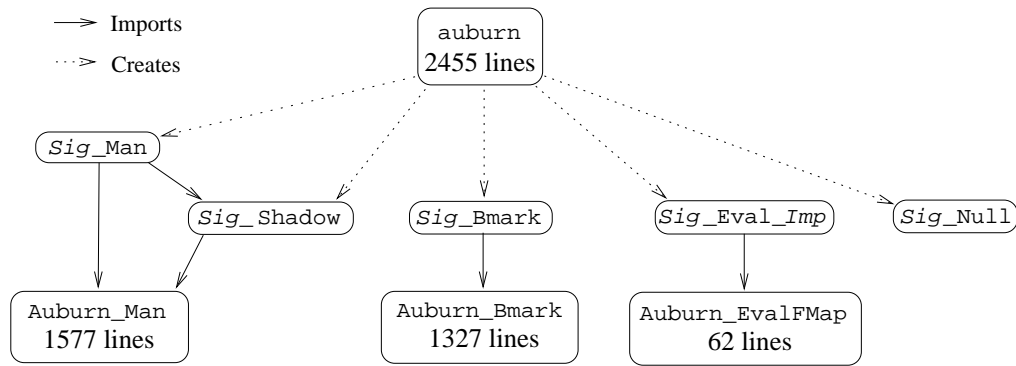 Imports
Creates
auburn
2455 lines
Sig_Man
Sig_Shadow
Sig_Bmark
Sig_Eval_Imp
Sig_Null
Auburn_Man
1577 lines
Auburn_Bmark
1327 lines
Auburn_EvalFMap
62 lines